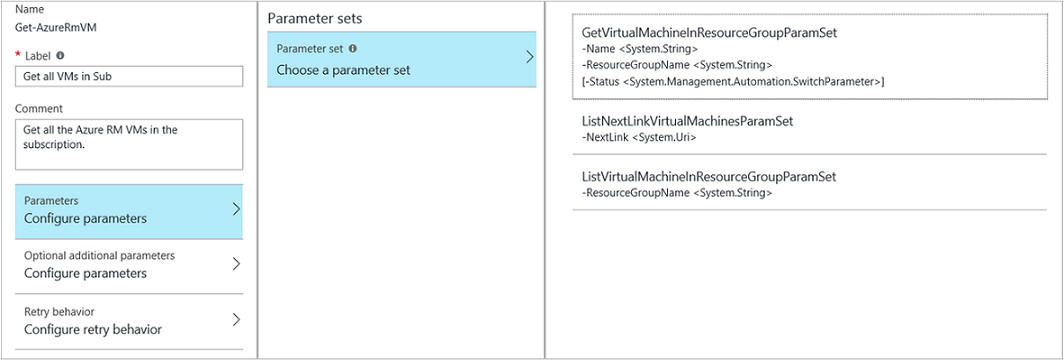 Name
Get-AzureRmVM
* Label
Get all VMs in Sub
Comment
Get all the Azure RM VMs in the
subscription.
Parameters
Configure parameters
Optional additional parameters
Configure parameters
Retry behavior
Configure retry behavior
Parameter sets
Parameter set
Choose a parameter set
GetVirtualMachineInResourceGroupParamSet
-Name <System.String>
-ResourceGroupName <System.String>
[-Status <System.Management.Automation.SwitchParameter>]
ListNextLinkVirtualMachinesParamSet
-NextLink <System.Uri>
ListVirtualMachineInResourceGroupParamSet
-ResourceGroupName <System.String>